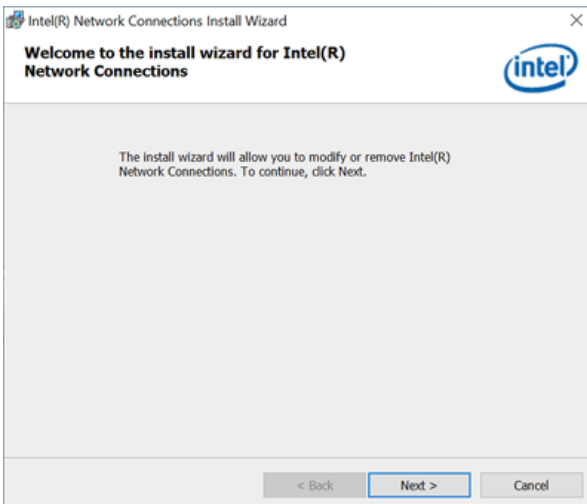 Intel(R) Network Connections Install Wizard
Welcome to the install wizard for Intel(R)
Network Connections
intel
The install wizard will allow you to modify or remove Intel(R)
Network Connections. To continue, click Next.
< Back
Next >
Cancel